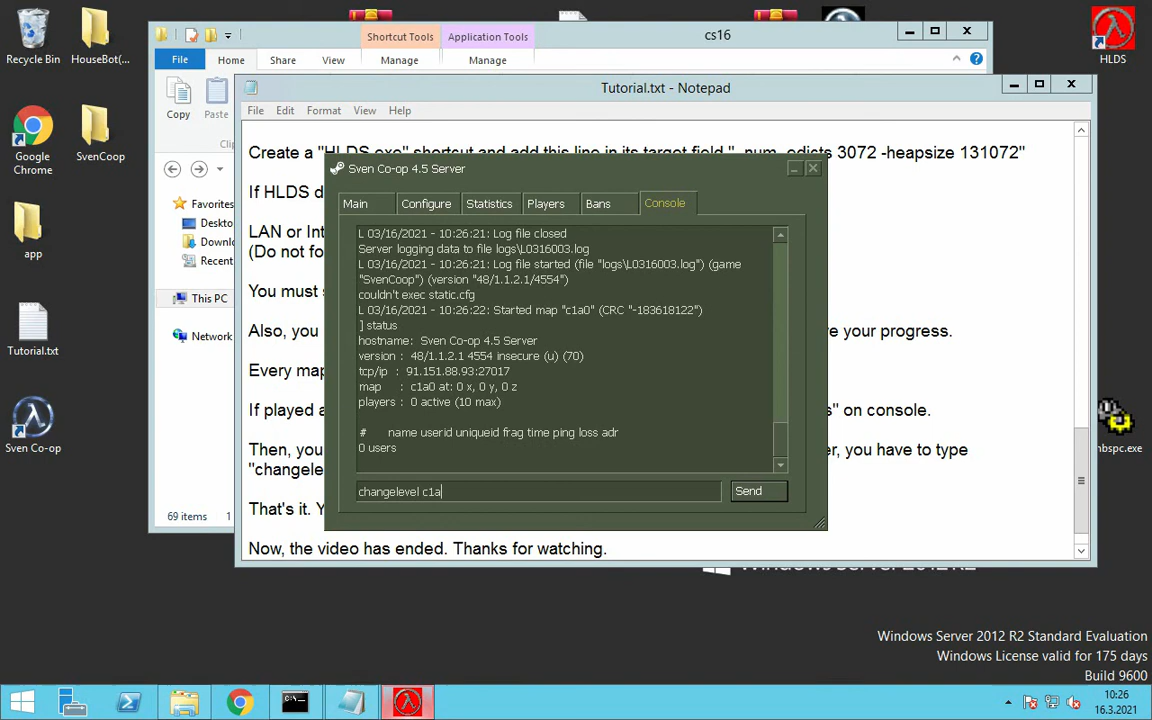 Recycle Bin
HouseBot(...
Google
Chrome
SvenCoop
app
Tutorial.txt
Sven Co-op
HLDS
nbspc.exe
Shortcut Tools
Application Tools
cs16
File
Home
Share
View
Manage
Manage
Copy
Paste
Favorites
Deskto
Downlo
Recent
This PC
Network
69 items
1
Tutorial.txt - Notepad
File
Edit
Format
View
Help
Create a "HLDS.exe" shortcut and add this line in its target field " -num_edicts 3072 -heapsize 131072"
If HLDS d
LAN or Int
(Do not fo
You must s
Also, you
e your progress.
Every map
If played a
s" on console.
Then, you
er, you have to type
"changele
That's it. Y
Now, the video has ended. Thanks for watching.
Sven Co-op 4.5 Server
Main
Configure
Statistics
Players
Bans
Console
L 03/16/2021 - 10:26:21: Log file closed
Server logging data to file logs\L0316003.log
L 03/16/2021 - 10:26:21: Log file started (file "logs\L0316003.log") (game
"SvenCoop") (version "48/1.1.2.1/4554")
couldn't exec static.cfg
L 03/16/2021 - 10:26:22: Started map "c1a0" (CRC "-183618122")
] status
hostname: Sven Co-op 4.5 Server
version : 48/1.1.2.1 4554 insecure (u) (70)
tcp/ip : 91.151.88.93:27017
map : c1a0 at: 0 x, 0 y, 0 z
players : 0 active (10 max)
# name userid uniqueid frag time ping loss adr
0 users
changelevel c1a
Send
Windows Server 2012 R2 Standard Evaluation
Windows License valid for 175 days
Build 9600
10:26
16.3.2021